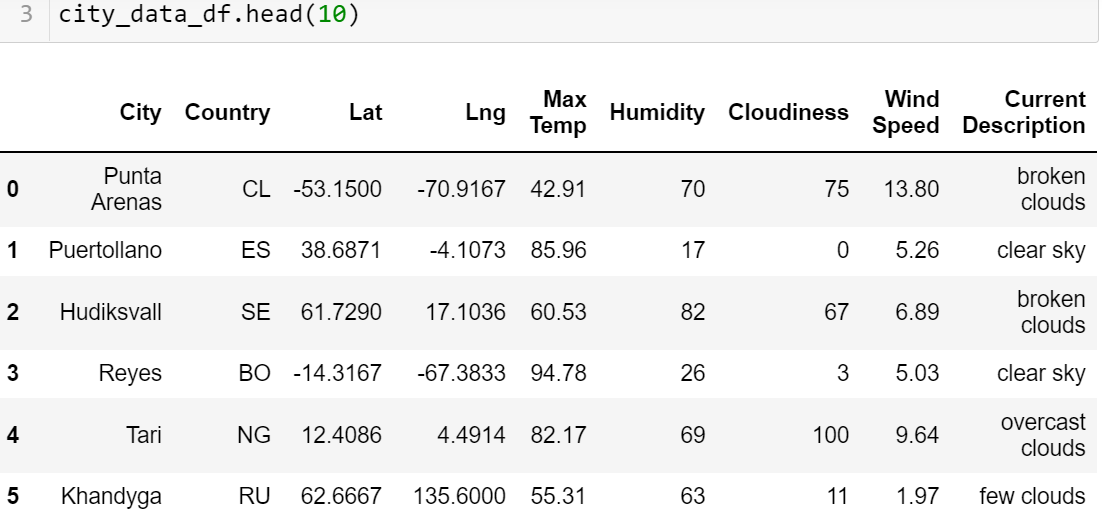 3 city_data_df.head(10)
City Country Lat Lng Max Temp Humidity Cloudiness Wind Speed Current Description
0 Punta Arenas CL -53.1500 -70.9167 42.91 70 75 13.80 broken clouds
1 Puertollano ES 38.6871 -4.1073 85.96 17 0 5.26 clear sky
2 Hudiksvall SE 61.7290 17.1036 60.53 82 67 6.89 broken clouds
3 Reyes BO -14.3167 -67.3833 94.78 26 3 5.03 clear sky
4 Tari NG 12.4086 4.4914 82.17 69 100 9.64 overcast clouds
5 Khandyga RU 62.6667 135.6000 55.31 63 11 1.97 few clouds